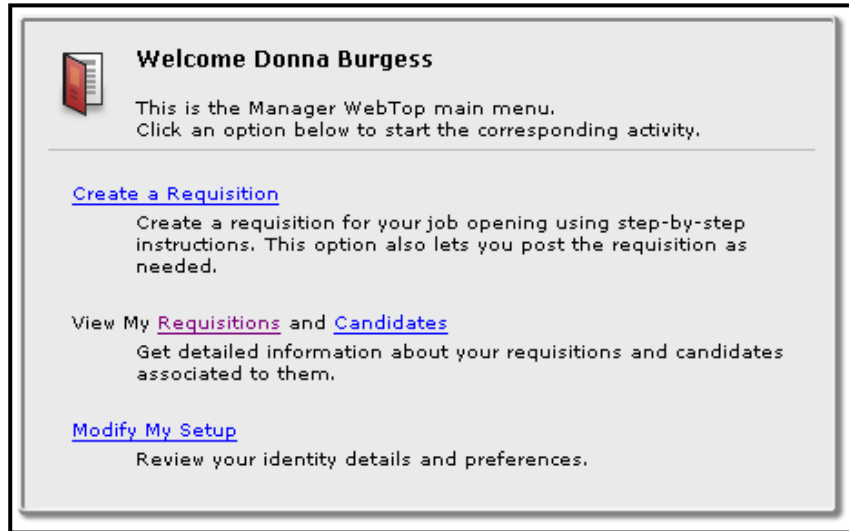 Welcome Donna Burgess
This is the Manager WebTop main menu.
Click an option below to start the corresponding activity.
Create a Requisition
Create a requisition for your job opening using step-by-step
instructions. This option also lets you post the requisition as
needed.
View My Requisitions and Candidates
Get detailed information about your requisitions and candidates
associated to them.
Modify My Setup
Review your identity details and preferences.